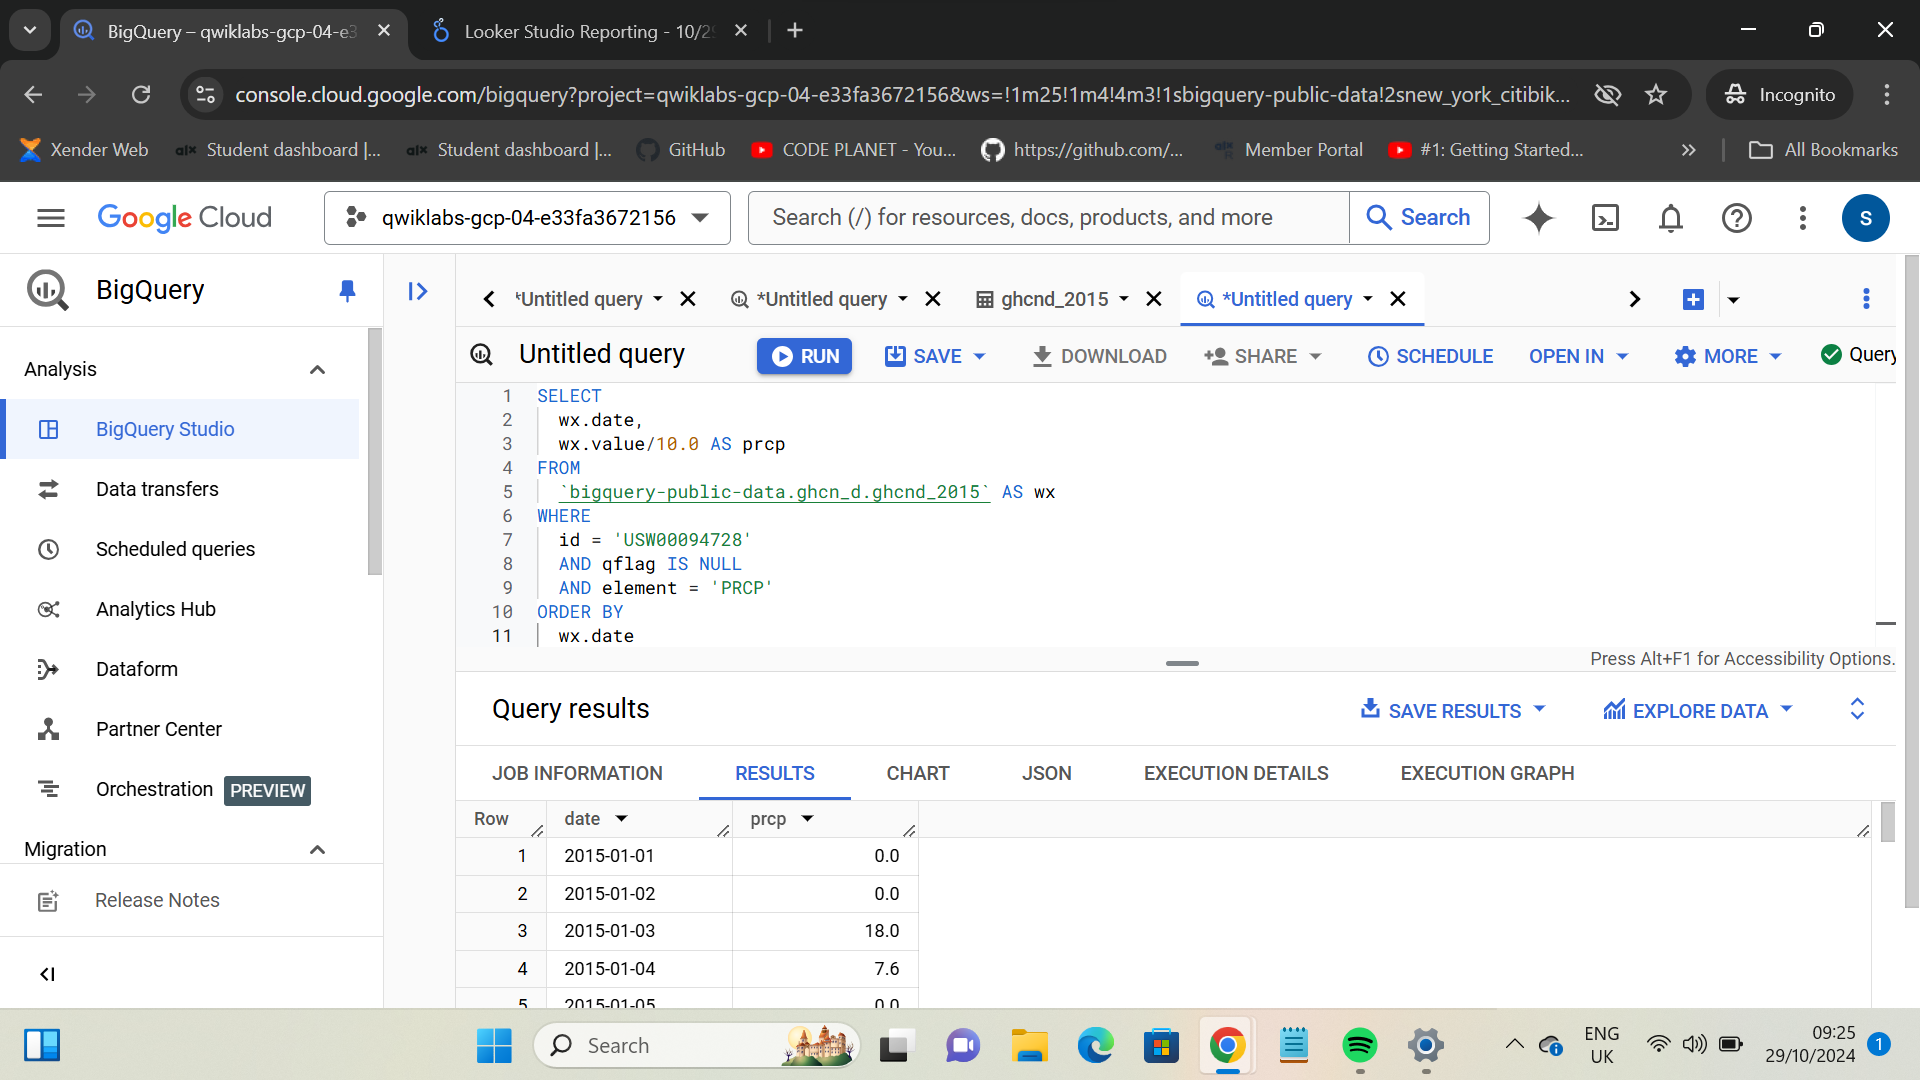 BigQuery – qwiklabs-gcp-04-e3
Looker Studio Reporting - 10/29
console.cloud.google.com/bigquery?project=qwiklabs-gcp-04-e33fa3672156&ws=!1m25!1m4!4m3!1sbigquery-public-data!2snew_york_citibik...
Incognito
Xender Web
Student dashboard |...
Student dashboard |...
GitHub
CODE PLANET - You...
https://github.com/...
Member Portal
#1: Getting Started...
All Bookmarks
Google Cloud
qwiklabs-gcp-04-e33fa3672156
Search (/) for resources, docs, products, and more
Search
S
BigQuery
*Untitled query
*Untitled query
ghcnd_2015
*Untitled query
Untitled query
RUN
SAVE
DOWNLOAD
SHARE
SCHEDULE
OPEN IN
MORE
Query
Analysis
BigQuery Studio
Data transfers
Scheduled queries
Analytics Hub
Dataform
Partner Center
Orchestration PREVIEW
Migration
Release Notes
1 SELECT
2 wx.date,
3 wx.value/10.0 AS prcp
4 FROM
5 `bigquery-public-data.ghcn_d.ghcnd_2015` AS wx
6 WHERE
7 id = 'USW00094728'
8 AND qflag IS NULL
9 AND element = 'PRCP'
10 ORDER BY
11 wx.date
Press Alt+F1 for Accessibility Options.
Query results
SAVE RESULTS
EXPLORE DATA
JOB INFORMATION
RESULTS
CHART
JSON
EXECUTION DETAILS
EXECUTION GRAPH
Row date prcp
1 2015-01-01 0.0
2 2015-01-02 0.0
3 2015-01-03 18.0
4 2015-01-04 7.6
5 2015-01-05 0.0
Search
ENG
UK
09:25
29/10/2024
1